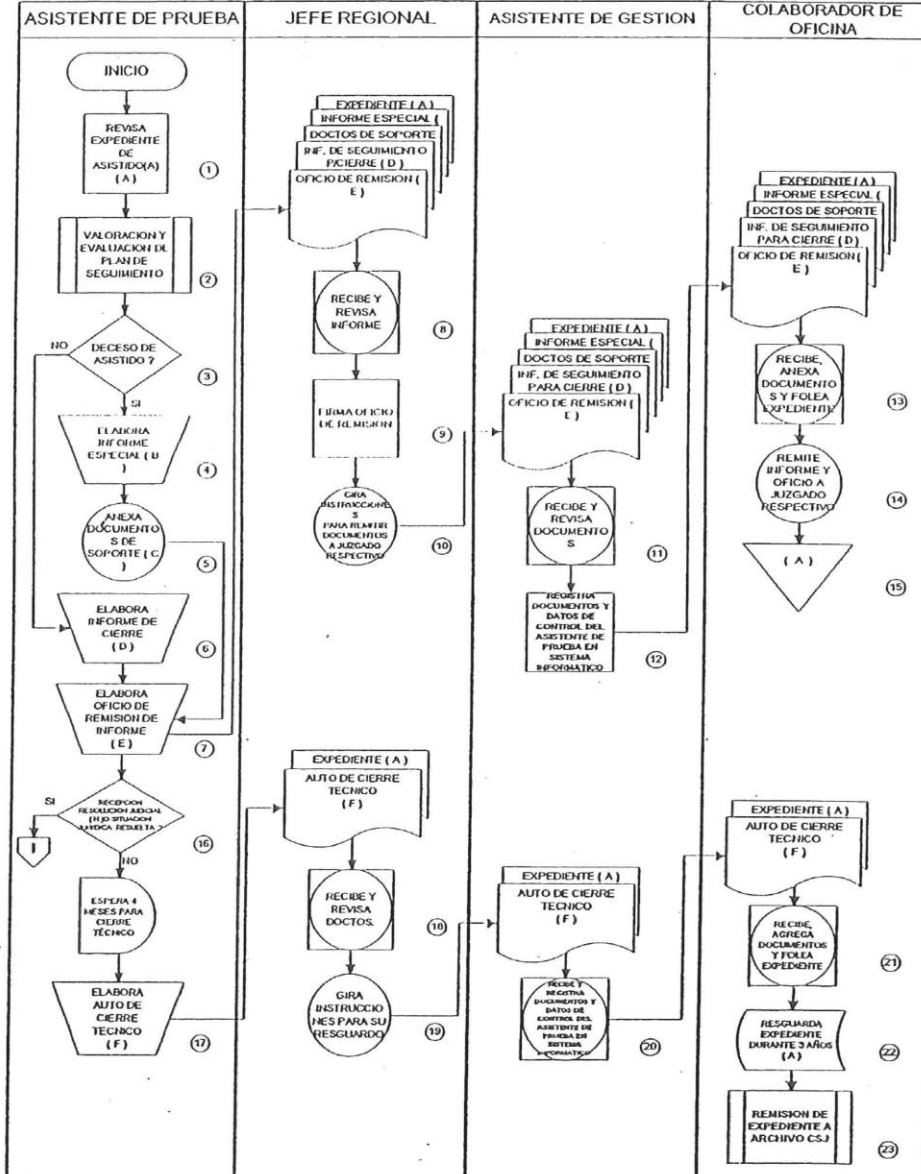 ASISTENTE DE PRUEBA
JEFE REGIONAL
ASISTENTE DE GESTION
COLABORADOR DE
OFICINA
INICIO
REVISA
EXPEDIENTE
DE
ASISTIDO(A)
( A )
1
VALORACION Y
EVALUACION DE
PLAN DE
SEGUIMIENTO
2
NO
DECESO DE
ASISTIDO ?
3
SI
ELABORA
INFORME
ESPECIAL ( B
)
4
ANEXA
DOCUMENTO
S DE
SOPORTE ( C
)
5
ELABORA
INFORME DE CIERRE
(D)
6
ELABORA
OFICIO DE
REMISION DE
INFORME
( E )
7
SI
RECEPCION
RESOLUCION JUDICIAL
SITUACION
JURIDICA RESUELTA ?
16
I
NO
ESPERA 4
MESES PARA
CIERRE
TÉCNICO
ELABORA
AUTO DE
CIERRE
TECNICO
( F )
17
EXPEDIENTE ( A )
INFORME ESPECIAL (
DOCTOS DE SOPORTE
INF. DE SEGUIMIENTO
P/CIERRE ( D )
OFICIO DE REMISION (
E )
RECIBE Y
REVISA
INFORME
8
FIRMA OFICIO
DE REMISION
9
GIRA
INSTRUCCIONE
S
PARA REMITIR
DOCUMENTOS
A JUZGADO
RESPECTIVO
10
EXPEDIENTE ( A )
AUTO DE CIERRE
TECNICO
( F )
RECIBE Y
REVISA
DOCTOS.
18
GIRA
INSTRUCCI
ONES PARA SU
RESGUARDO
19
EXPEDIENTE ( A )
INFORME ESPECIAL (
DOCTOS DE SOPORTE
INF. DE SEGUIMIENTO
PARA CIERRE ( D )
OFICIO DE REMISION (
E )
RECIBE Y
REVISA
DOCUMENTO
S
11
REGISTRA
DOCUMENTOS Y
DATOS DE
CONTROL DEL
ASISTENTE DE
PRUEBA EN
SISTEMA
INFORMATICO
12
EXPEDIENTE ( A )
AUTO DE CIERRE
TECNICO
( F )
RECIBE Y
REGISTRA
DOCUMENTOS Y
DATOS DE
CONTROL DEL
ASISTENTE DE
PRUEBA EN
SISTEMA
INFORMATICO
20
EXPEDIENTE ( A )
INFORME ESPECIAL (
DOCTOS DE SOPORTE
INF. DE SEGUIMIENTO
PARA CIERRE ( D )
OFICIO DE REMISION (
E )
RECIBE,
ANEXA
DOCUMENTO
S Y FOLEA
EXPEDIENTE
13
REMITE
INFORME Y
OFICIO A
JUZGADO
RESPECTIVO
14
( A )
15
EXPEDIENTE ( A )
AUTO DE CIERRE
TECNICO
( F )
RECIBE,
AGREGA
DOCUMENTOS
Y FOLEA
EXPEDIENTE
21
RESGUARDA
EXPEDIENTE
DURANTE 3 AÑOS
(A)
22
REMISION DE
EXPEDIENTE A
ARCHIVO CSJ
23